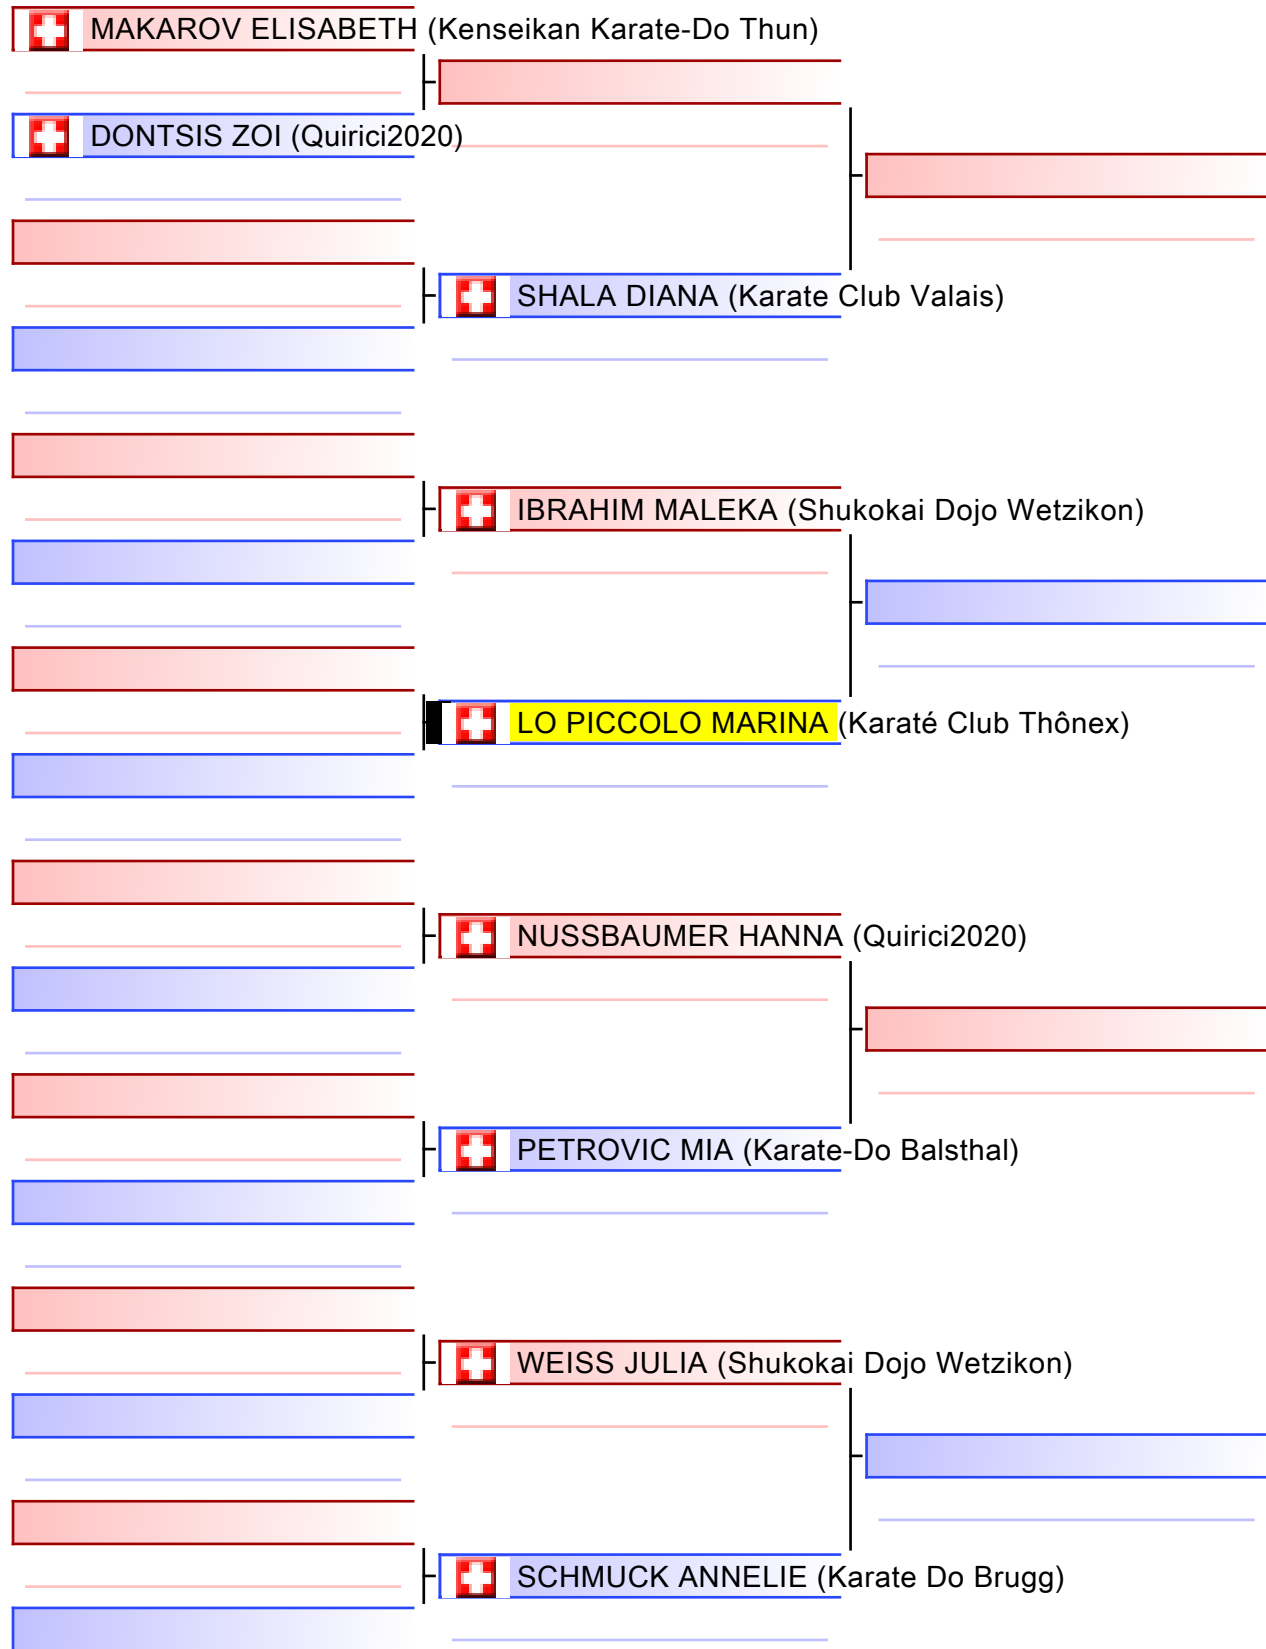 MAKAROV ELISABETH (Kenseikan Karate-Do Thun)
DONTSIS ZOI (Quirici2020)
SHALA DIANA (Karate Club Valais)
IBRAHIM MALEKA (Shukokai Dojo Wetzikon)
LO PICCOLO MARINA (Karaté Club Thônex)
NUSSBAUMER HANNA (Quirici2020)
PETROVIC MIA (Karate-Do Balsthal)
WEISS JULIA (Shukokai Dojo Wetzikon)
SCHMUCK ANNELIE (Karate Do Brugg)